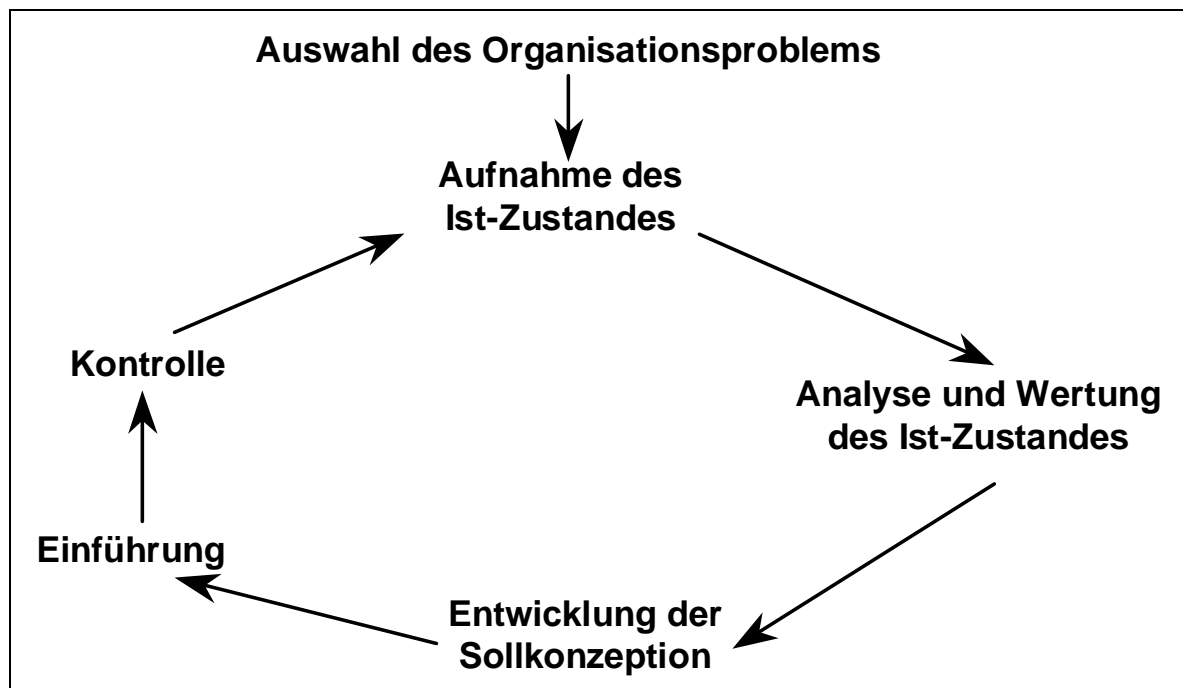 Auswahl des Organisationsproblems
Aufnahme des
Ist-Zustandes
Analyse und Wertung
des Ist-Zustandes
Entwicklung der
Sollkonzeption
Einführung
Kontrolle